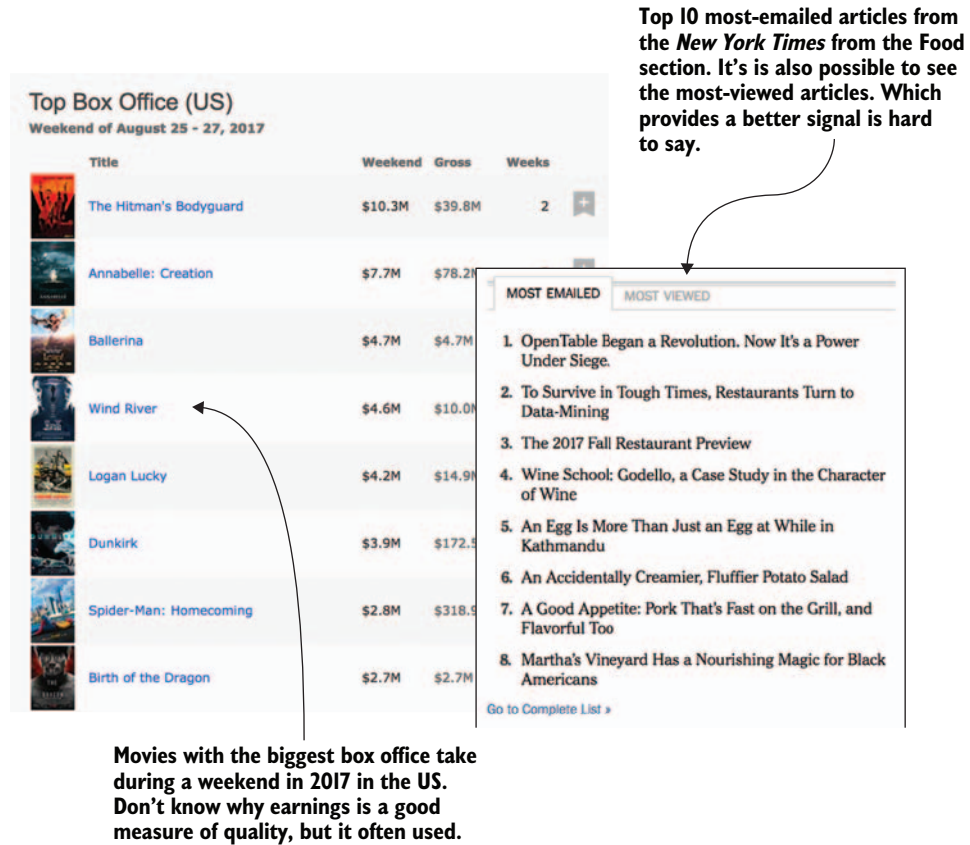 Top 10 most-emailed articles from
the New York Times from the Food
section. It's is also possible to see
the most-viewed articles. Which
provides a better signal is hard
to say.
Top Box Office (US)
Weekend of August 25 - 27, 2017
Title Weekend Gross Weeks
The Hitman's Bodyguard $10.3M $39.8M 2
Annabelle: Creation $7.7M $78.2
Ballerina $4.7M $4.7M
Wind River $4.6M $10.0
Logan Lucky $4.2M $14.9
Dunkirk $3.9M $172.5
Spider-Man: Homecoming $2.8M $318.9
Birth of the Dragon $2.7M $2.7M
MOST EMAILED MOST VIEWED
1. OpenTable Began a Revolution. Now It's a Power
Under Siege.
2. To Survive in Tough Times, Restaurants Turn to
Data-Mining
3. The 2017 Fall Restaurant Preview
4. Wine School: Godello, a Case Study in the Character
of Wine
5. An Egg Is More Than Just an Egg at While in
Kathmandu
6. An Accidentally Creamier, Fluffier Potato Salad
7. A Good Appetite: Pork That's Fast on the Grill, and
Flavorful Too
8. Martha's Vineyard Has a Nourishing Magic for Black
Americans
Go to Complete List »
Movies with the biggest box office take
during a weekend in 2017 in the US.
Don't know why earnings is a good
measure of quality, but it often used.